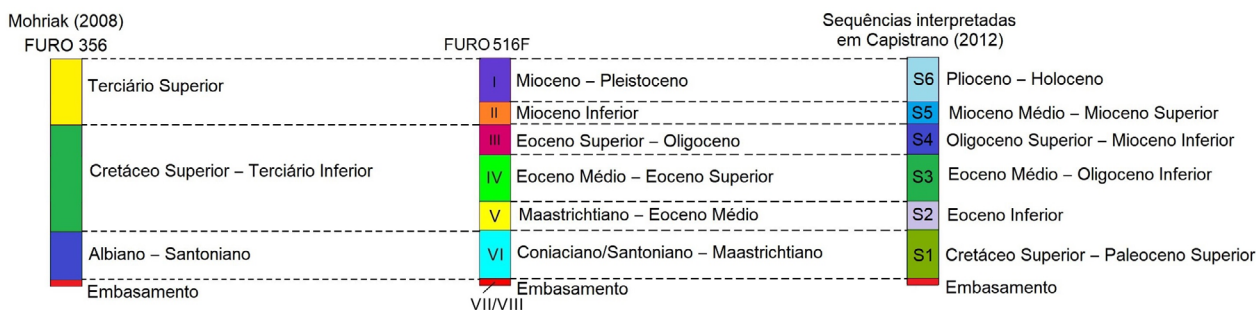 Mohriak (2008)
FURO 356
Terciário Superior
Cretáceo Superior – Terciário Inferior
Albiano – Santoniano
Embasamento
FURO 516F
I Mioceno – Pleistoceno
II Mioceno Inferior
III Eoceno Superior – Oligoceno
IV Eoceno Médio – Eoceno Superior
V Maastrichtiano – Eoceno Médio
VI Coniaciano/Santoniano – Maastrichtiano
Embasamento
VII/VIII
Sequências interpretadas
em Capistrano (2012)
S6 Plioceno – Holoceno
S5 Mioceno Médio – Mioceno Superior
S4 Oligoceno Superior – Mioceno Inferior
S3 Eoceno Médio – Oligoceno Inferior
S2 Eoceno Inferior
S1 Cretáceo Superior – Paleoceno Superior
Embasamento